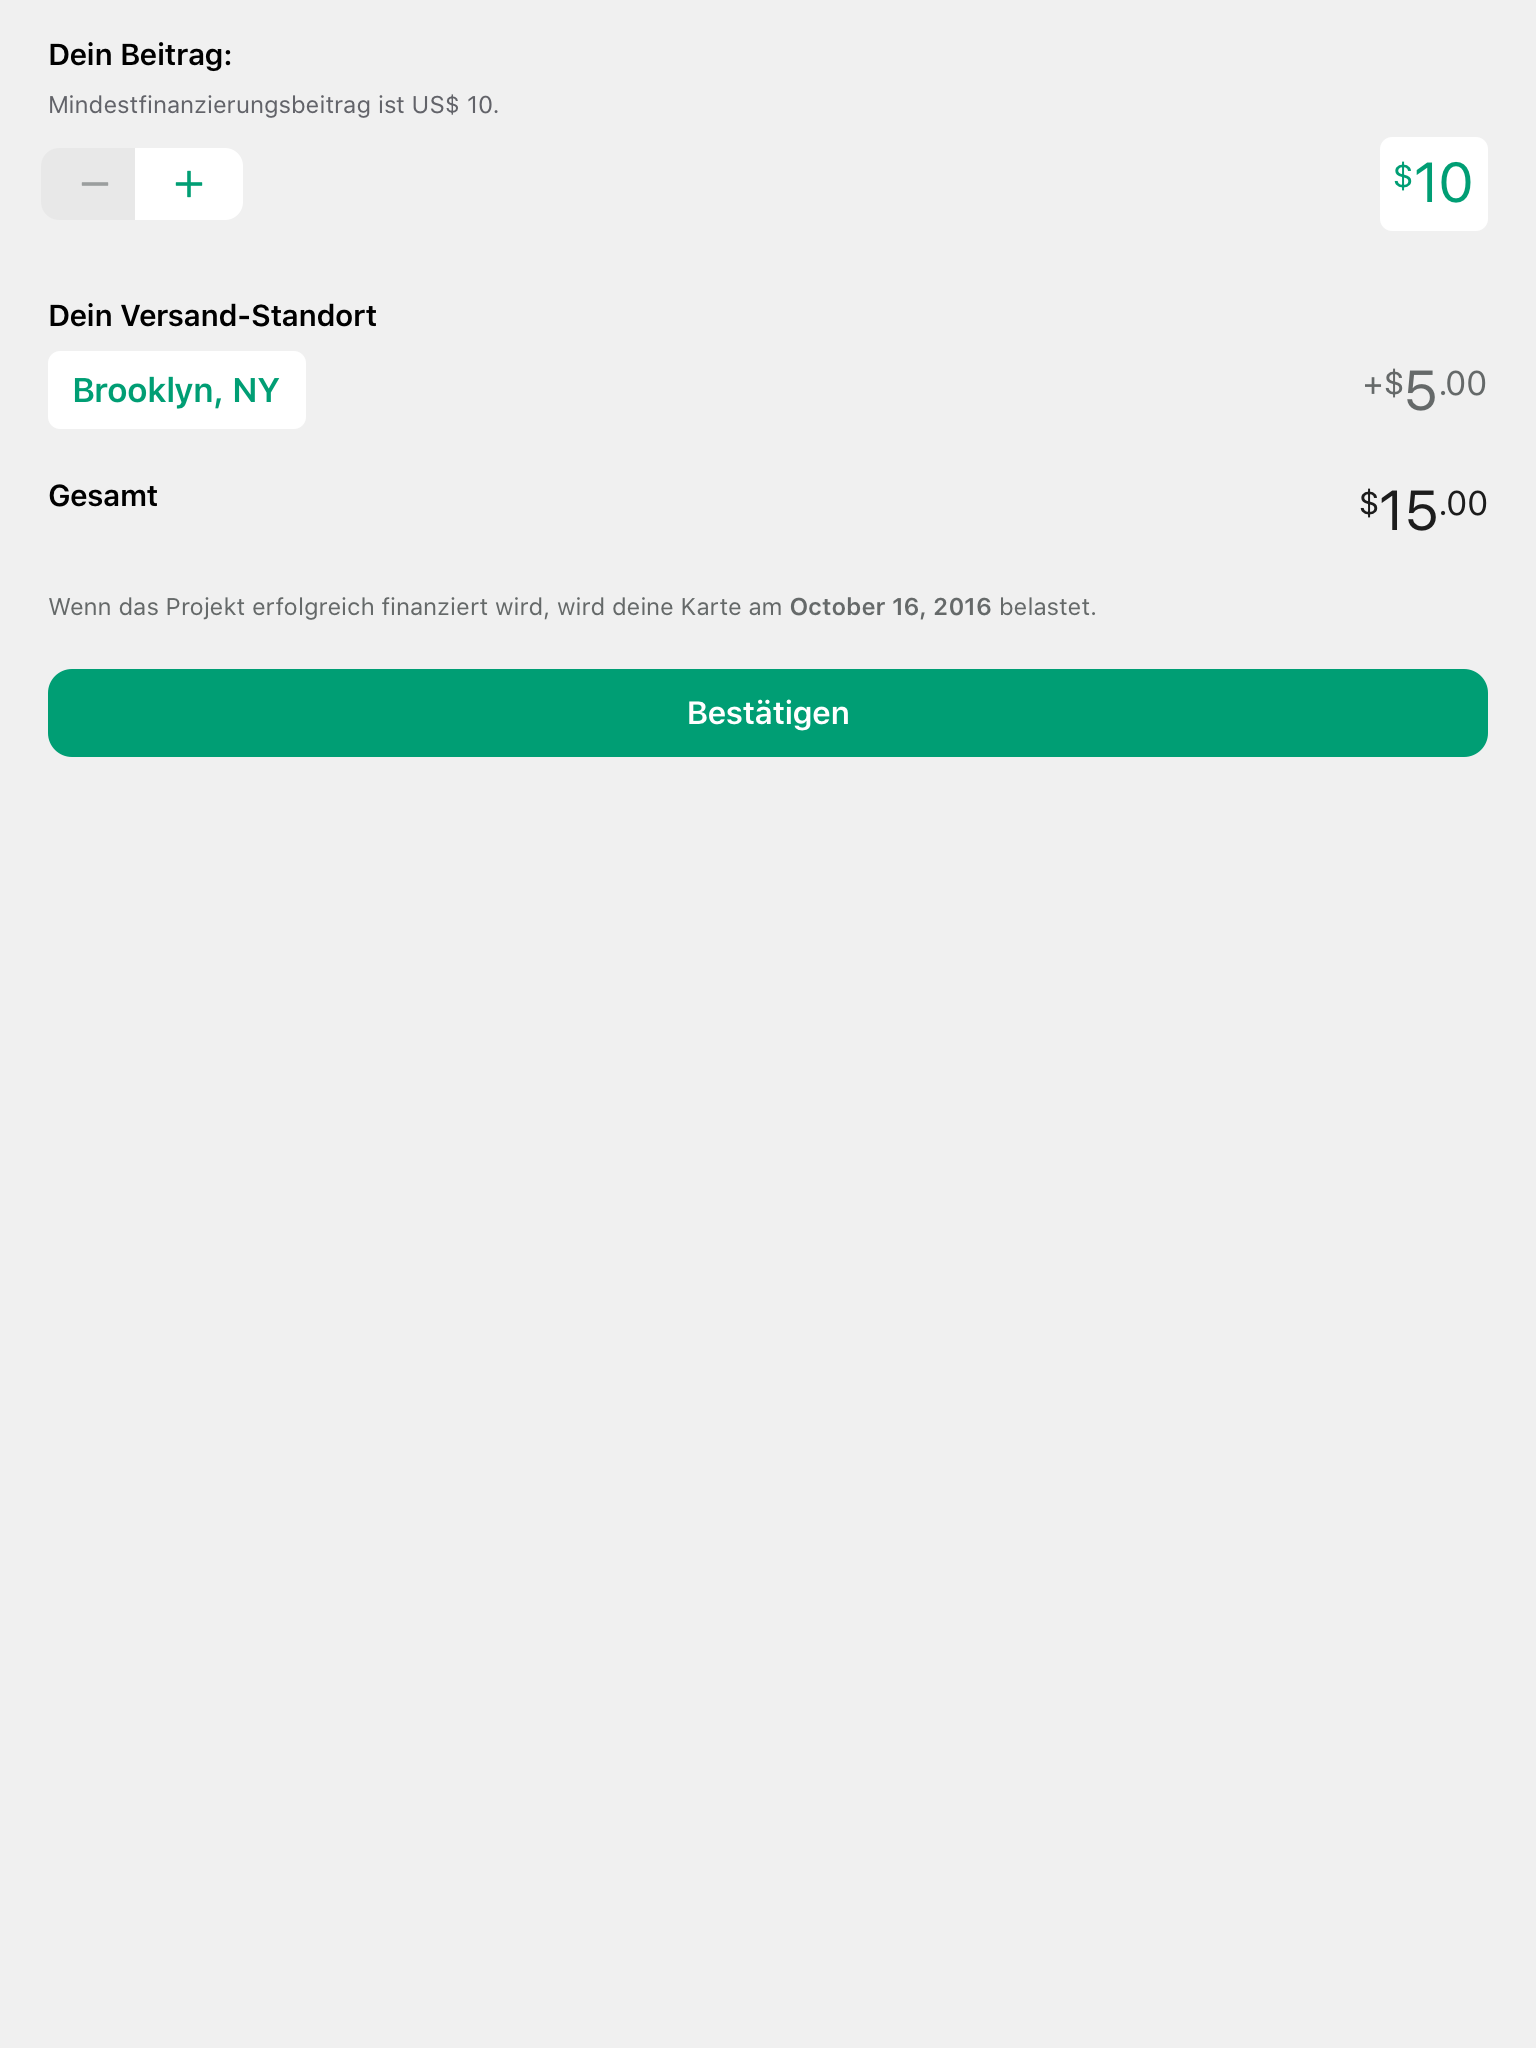 Dein Beitrag:
Mindestfinanzierungsbeitrag ist US$ 10.
− + $10
Dein Versand-Standort
Brooklyn, NY +$5.00
Gesamt $15.00
Wenn das Projekt erfolgreich finanziert wird, wird deine Karte am October 16, 2016 belastet.
Bestätigen